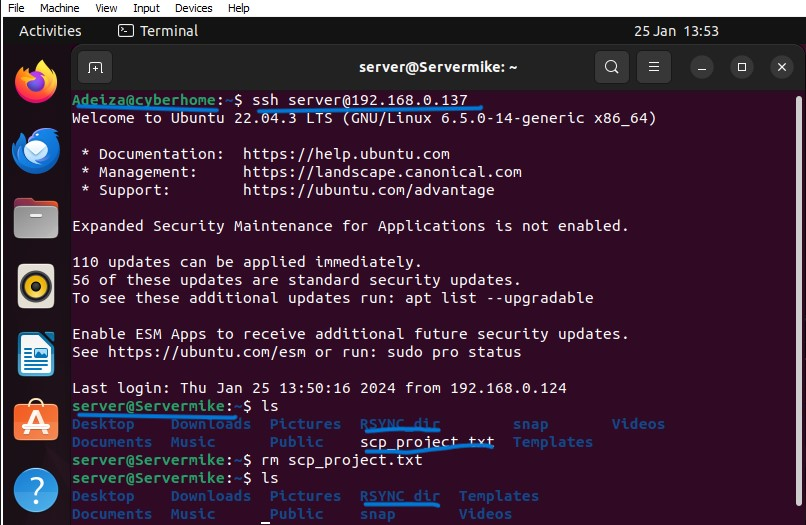 File Machine View Input Devices Help
Activities Terminal 25 Jan 13:53
server@Servermike: ~
Adeiza@cyberhome:~$ ssh server@192.168.0.137
Welcome to Ubuntu 22.04.3 LTS (GNU/Linux 6.5.0-14-generic x86_64)
* Documentation: https://help.ubuntu.com
* Management: https://landscape.canonical.com
* Support: https://ubuntu.com/advantage
Expanded Security Maintenance for Applications is not enabled.
110 updates can be applied immediately.
56 of these updates are standard security updates.
To see these additional updates run: apt list --upgradable
Enable ESM Apps to receive additional future security updates.
See https://ubuntu.com/esm or run: sudo pro status
Last login: Thu Jan 25 13:50:16 2024 from 192.168.0.124
server@Servermike:~$ ls
Desktop Downloads Pictures RSYNC_dir snap Videos
Documents Music Public scp_project.txt Templates
server@Servermike:~$ rm scp_project.txt
server@Servermike:~$ ls
Desktop Downloads Pictures RSYNC_dir Templates
Documents Music Public snap Videos